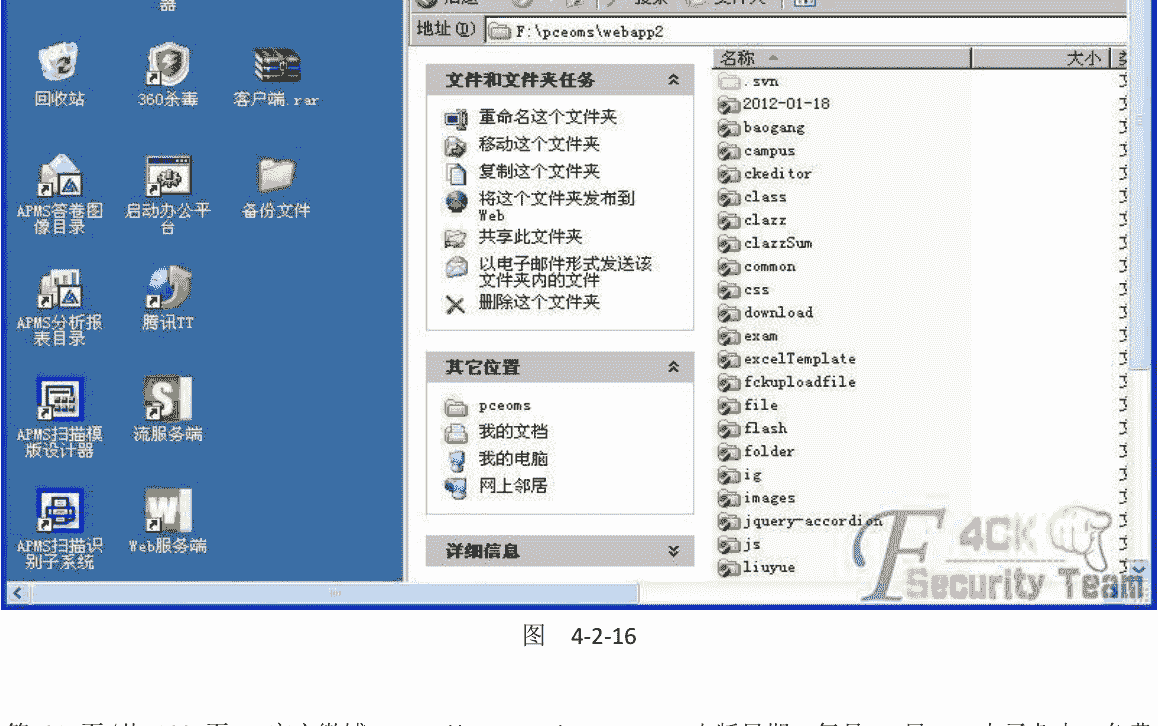 器
地址(D)
F:\pceoms\webapp2
回收站
360杀毒
客户端.rar
APMS答卷图
像目录
启动办公平
台
备份文件
APMS分析报
表目录
腾讯TT
APMS扫描模
版设计器
流服务端
APMS扫描识
别子系统
Web服务端
文件和文件夹任务
重命名这个文件夹
移动这个文件夹
复制这个文件夹
将这个文件夹发布到
Web
共享此文件夹
以电子邮件形式发送该
文件夹内的文件
删除这个文件夹
其它位置
pceoms
我的文档
我的电脑
网上邻居
详细信息
名称
大小
.svn
2012-01-18
baogang
campus
ckeditor
class
clazz
clazzSum
common
css
download
exam
excelTemplate
fckuploadfile
file
flash
folder
ig
images
jquery-accordion
js
liuyue
F4CK
Security Team
图 4-2-16